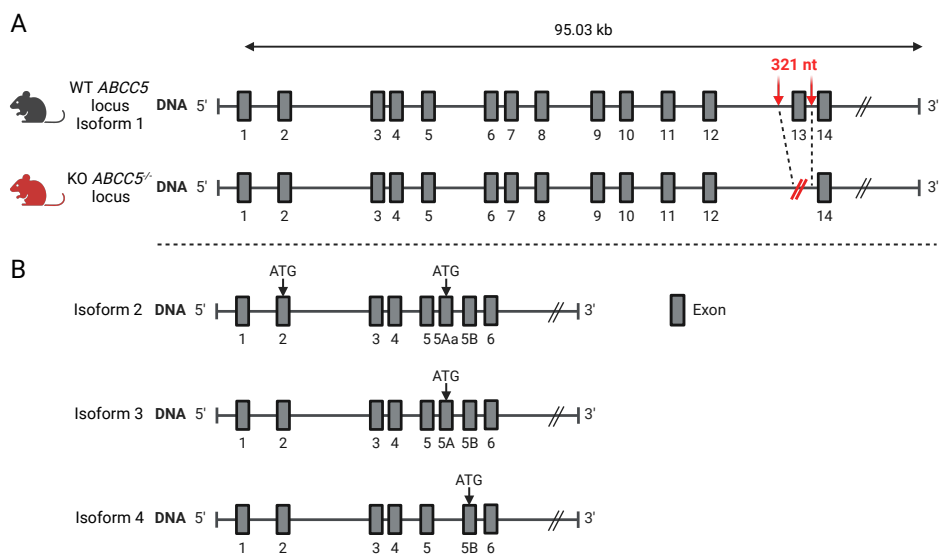 A
95.03 kb
321 nt
WT ABCC5
locus
Isoform 1
DNA 5' 3'
1 2 3 4 5 6 7 8 9 10 11 12 13 14
KO ABCC5-/-
locus
DNA 5' 3'
1 2 3 4 5 6 7 8 9 10 11 12 14
B
ATG ATG
Isoform 2 DNA 5' 3'
1 2 3 4 5 5Aa 5B 6
Exon
ATG
Isoform 3 DNA 5' 3'
1 2 3 4 5 5A 5B 6
ATG
Isoform 4 DNA 5' 3'
1 2 3 4 5 5B 6